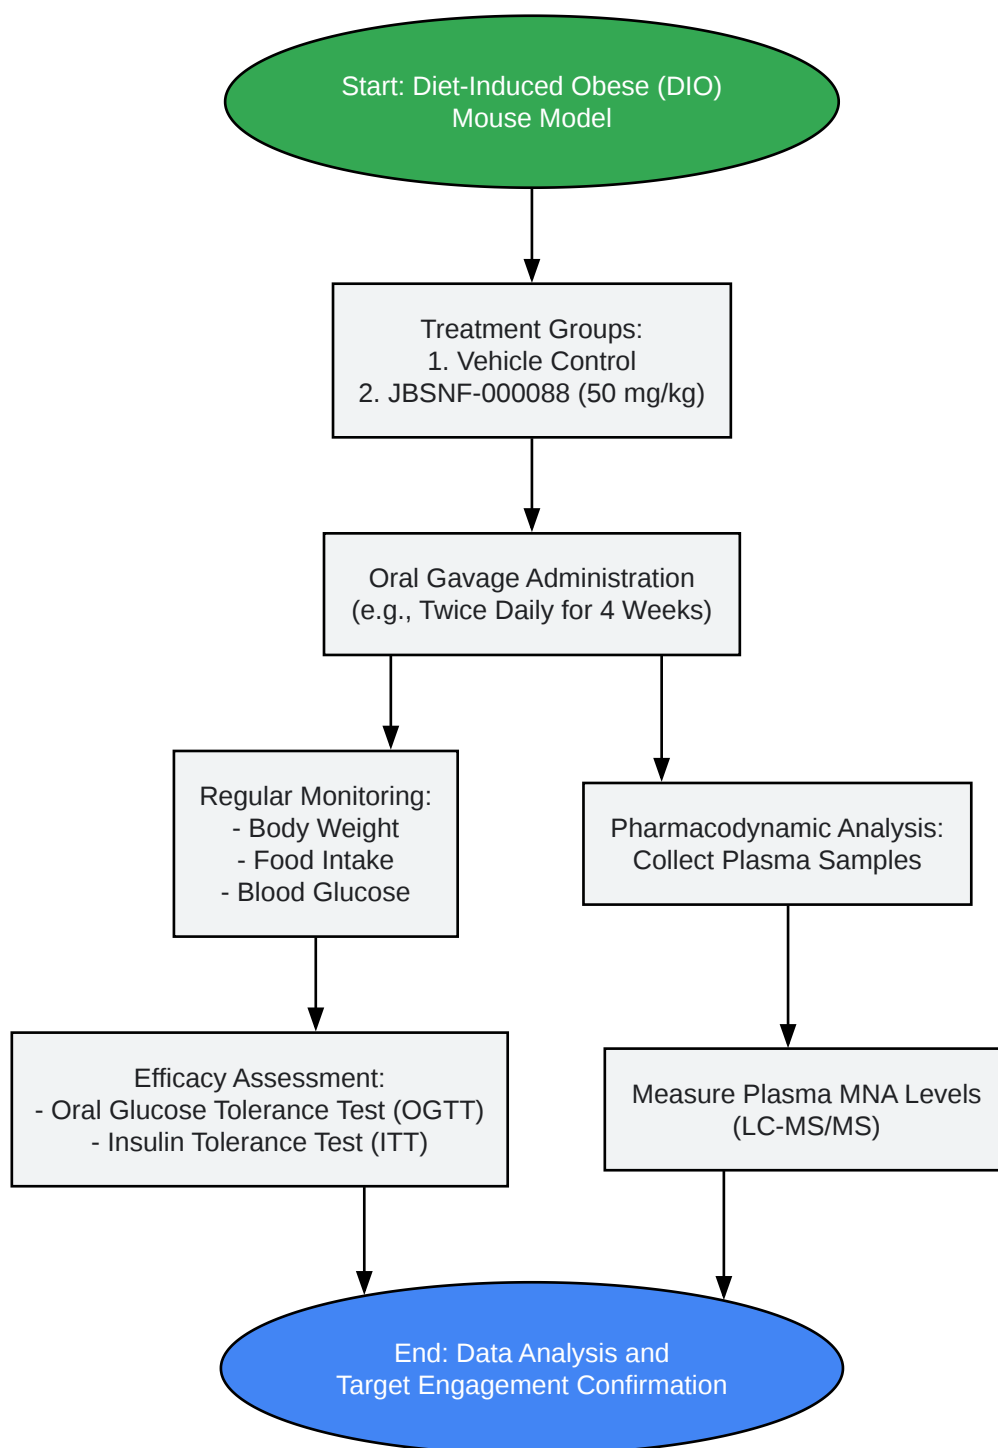 Start: Diet-Induced Obese (DIO)
Mouse Model
Treatment Groups:
1. Vehicle Control
2. JBSNF-000088 (50 mg/kg)
Oral Gavage Administration
(e.g., Twice Daily for 4 Weeks)
Regular Monitoring:
- Body Weight
- Food Intake
- Blood Glucose
Pharmacodynamic Analysis:
Collect Plasma Samples
Efficacy Assessment:
- Oral Glucose Tolerance Test (OGTT)
- Insulin Tolerance Test (ITT)
Measure Plasma MNA Levels
(LC-MS/MS)
End: Data Analysis and
Target Engagement Confirmation